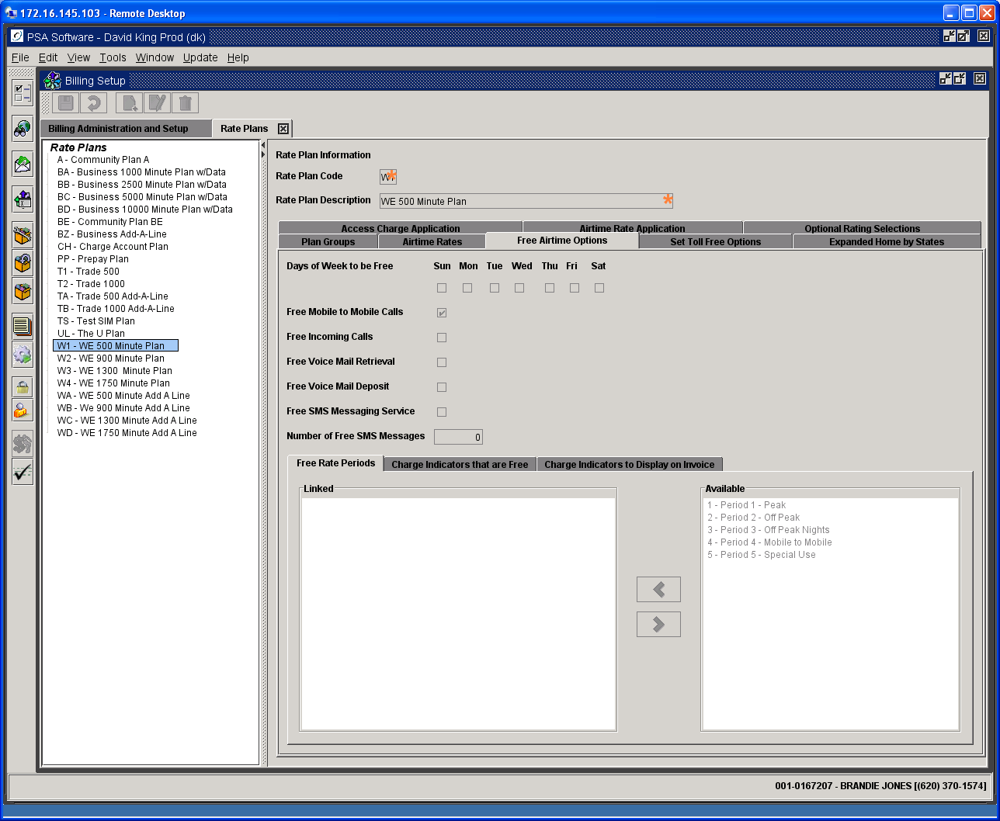 172.16.145.103 - Remote Desktop
PSA Software - David King Prod (dk)
File Edit View Tools Window Update Help
Billing Setup
Billing Administration and Setup
Rate Plans
Rate Plans
A - Community Plan A
BA - Business 1000 Minute Plan w/Data
BB - Business 2500 Minute Plan w/Data
BC - Business 5000 Minute Plan w/Data
BD - Business 10000 Minute Plan w/Data
BE - Community Plan BE
BZ - Business Add-A-Line
CH - Charge Account Plan
PP - Prepay Plan
T1 - Trade 500
T2 - Trade 1000
TA - Trade 500 Add-A-Line
TB - Trade 1000 Add-A-Line
TS - Test SIM Plan
UL - The U Plan
W1 - WE 500 Minute Plan
W2 - WE 900 Minute Plan
W3 - WE 1300  Minute Plan
W4 - WE 1750 Minute Plan
WA - WE 500 Minute Add A Line
WB - We 900 Minute Add A Line
WC - WE 1300 Minute Add A Line
WD - WE 1750 Minute Add A Line
Rate Plan Information
Rate Plan Code
Rate Plan Description WE 500 Minute Plan
Access Charge Application Airtime Rate Application Optional Rating Selections
Plan Groups Airtime Rates Free Airtime Options Set Toll Free Options Expanded Home by States
Days of Week to be Free Sun Mon Tue Wed Thu Fri Sat
Free Mobile to Mobile Calls
Free Incoming Calls
Free Voice Mail Retrieval
Free Voice Mail Deposit
Free SMS Messaging Service
Number of Free SMS Messages 0
Free Rate Periods Charge Indicators that are Free Charge Indicators to Display on Invoice
Linked
Available
1 - Period 1 - Peak
2 - Period 2 - Off Peak
3 - Period 3 - Off Peak Nights
4 - Period 4 - Mobile to Mobile
5 - Period 5 - Special Use
001-0167207 - BRANDIE JONES [(620) 370-1574]